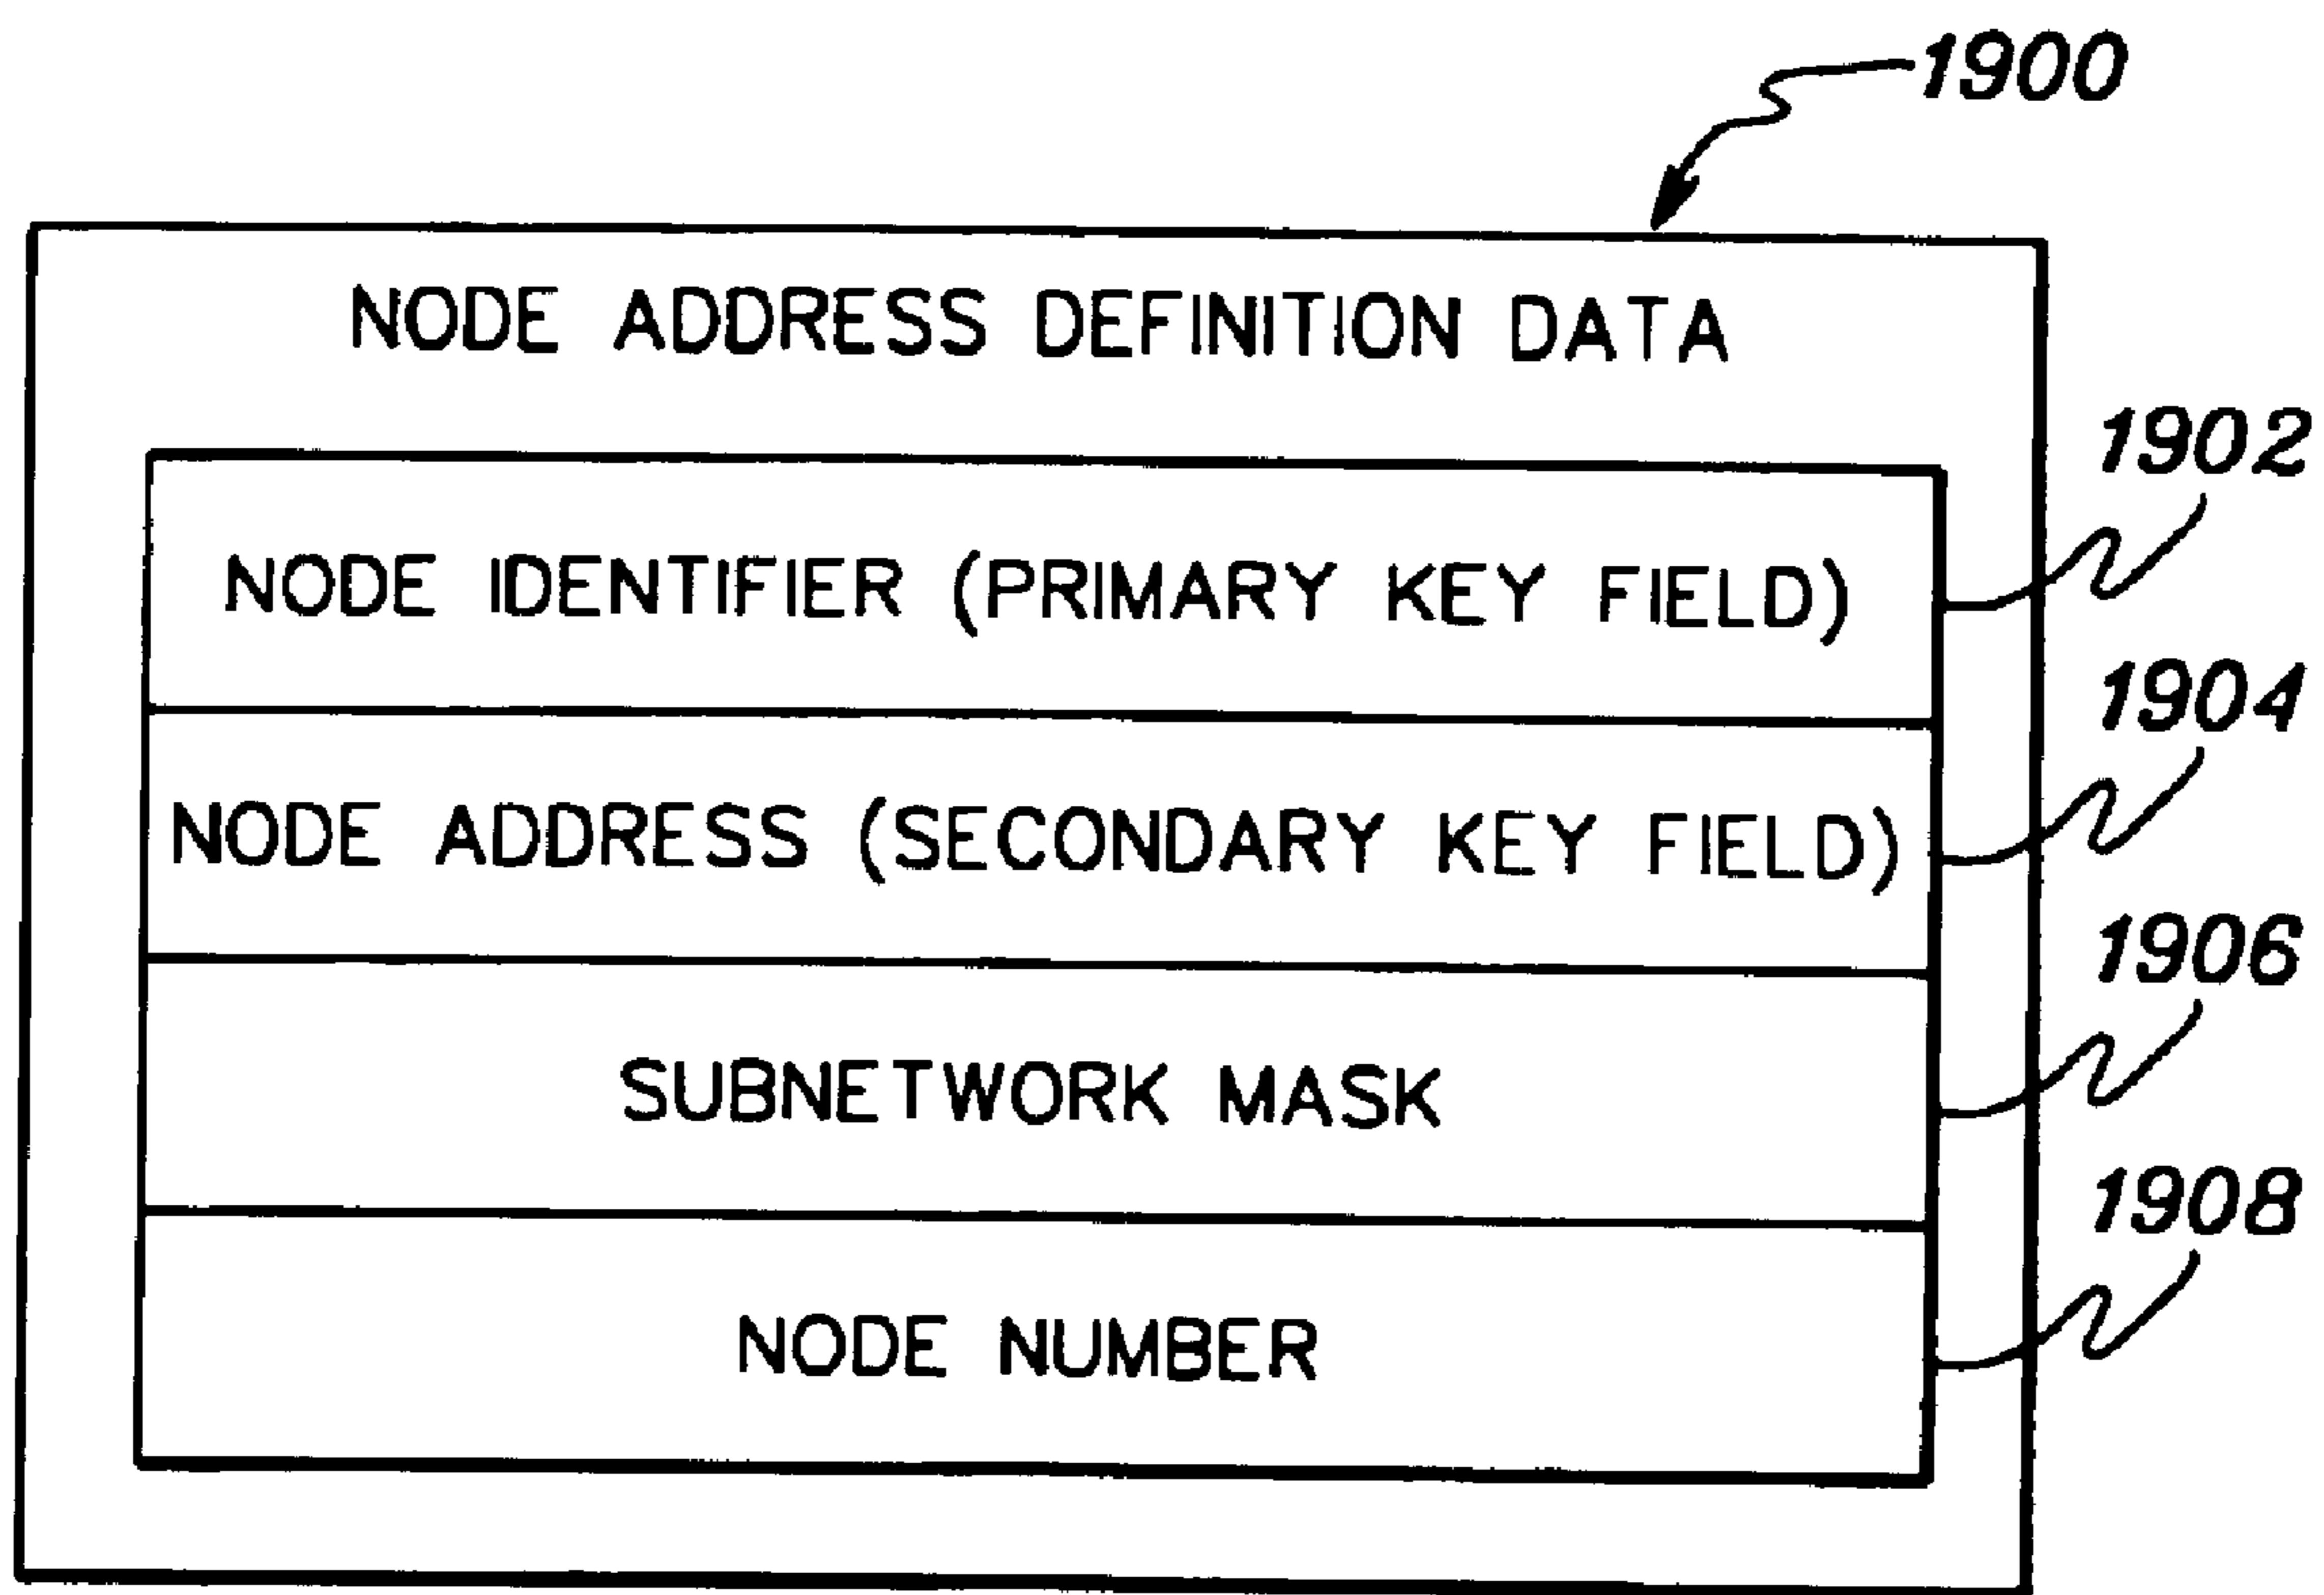 1900
NODE ADDRESS DEFINITION DATA
1902
NODE IDENTIFIER (PRIMARY KEY FIELD)
1904
NODE ADDRESS (SECONDARY KEY FIELD)
1906
SUBNETWORK MASK
1908
NODE NUMBER